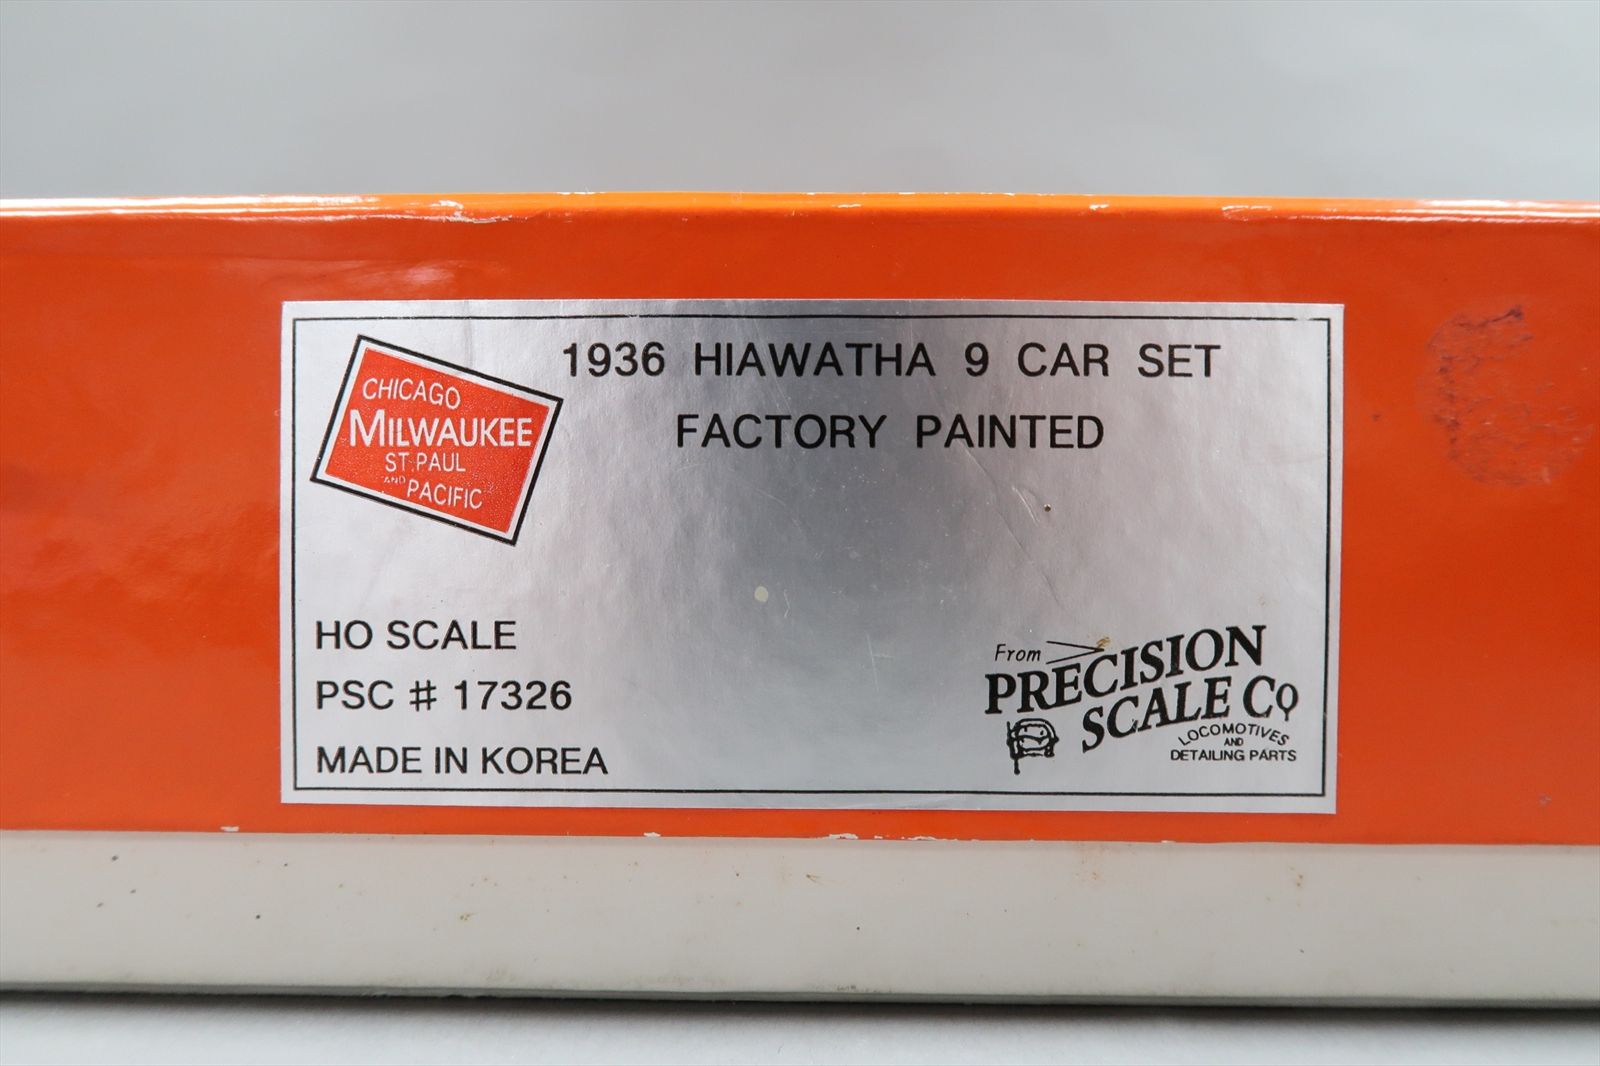 1936 HIAWATHA 9 CAR SET
FACTORY PAINTED
CHICAGO
MILWAUKEE
ST. PAUL
AND PACIFIC
HO SCALE
PSC # 17326
MADE IN KOREA
From
PRECISION
SCALE CO
LOCOMOTIVES
AND
DETAILING PARTS